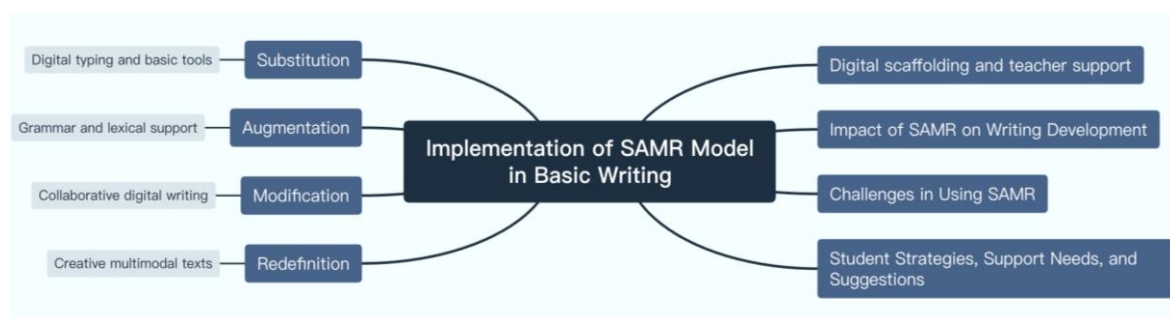 Digital typing and basic tools
Substitution
Grammar and lexical support
Augmentation
Collaborative digital writing
Modification
Creative multimodal texts
Redefinition
Implementation of SAMR Model
in Basic Writing
Digital scaffolding and teacher support
Impact of SAMR on Writing Development
Challenges in Using SAMR
Student Strategies, Support Needs, and
Suggestions